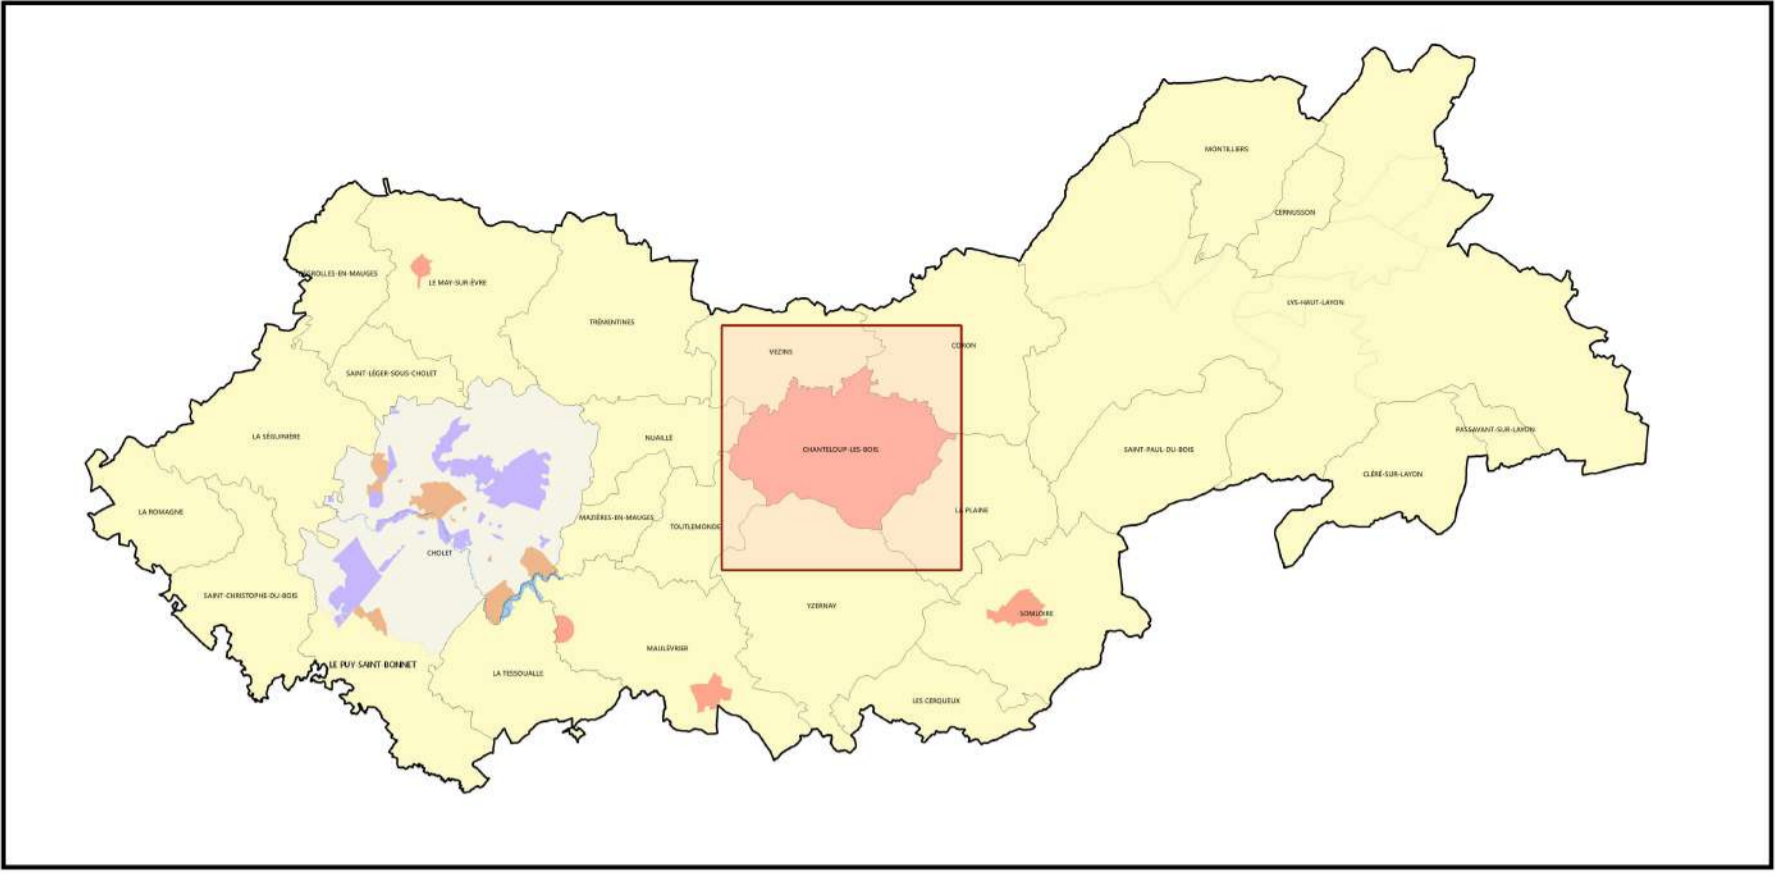 MONTILLIERS
CERNUSSON
LE MAY-SUR-ÈVRE
LYS-HAUT-LAYON
TRÉMENTINES
CORON
VEZINS
SAINT-LÉGER-SOUS-CHOLET
PASSAVANT-SUR-LAYON
LA SÉGUINIÈRE
NUAILLÉ
CHANTELOUP-LES-BOIS
SAINT-PAUL-DU-BOIS
CLÉRÉ-SUR-LAYON
LA ROMAGNE
LA PLAINE
MAZIÈRES-EN-MAUGES
TOUTLEMONDE
CHOLET
SAINT-CHRISTOPHE-DU-BOIS
YZERNAY
SOMLOIRE
MAULÉVRIER
LE PUY SAINT BONNET
LA TESSOUALLE
LES CERQUEUX